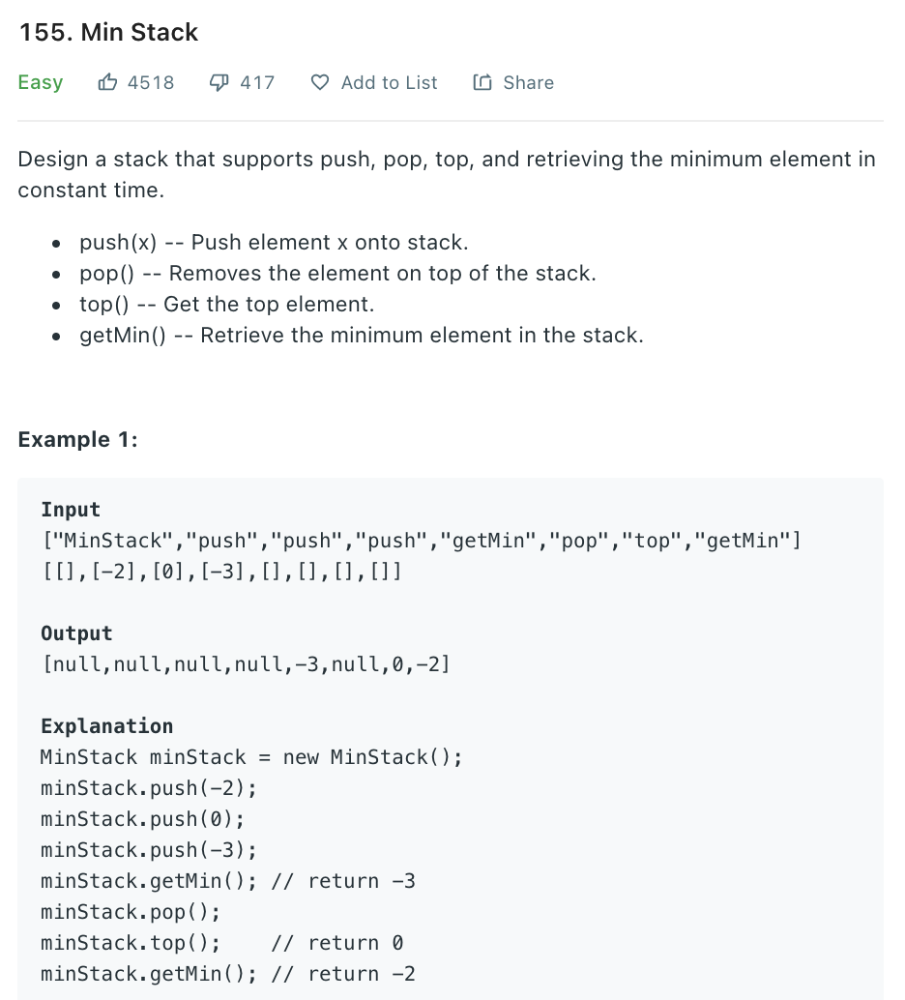 155. Min Stack
Easy 4518 417 Add to List Share
Design a stack that supports push, pop, top, and retrieving the minimum element in
constant time.
• push(x) -- Push element x onto stack.
• pop() -- Removes the element on top of the stack.
• top() -- Get the top element.
• getMin() -- Retrieve the minimum element in the stack.
Example 1:
Input
["MinStack","push","push","push","getMin","pop","top","getMin"]
[[],[-2],[0],[-3],[],[],[],[]]
Output
[null,null,null,null,-3,null,0,-2]
Explanation
MinStack minStack = new MinStack();
minStack.push(-2);
minStack.push(0);
minStack.push(-3);
minStack.getMin(); // return -3
minStack.pop();
minStack.top();    // return 0
minStack.getMin(); // return -2